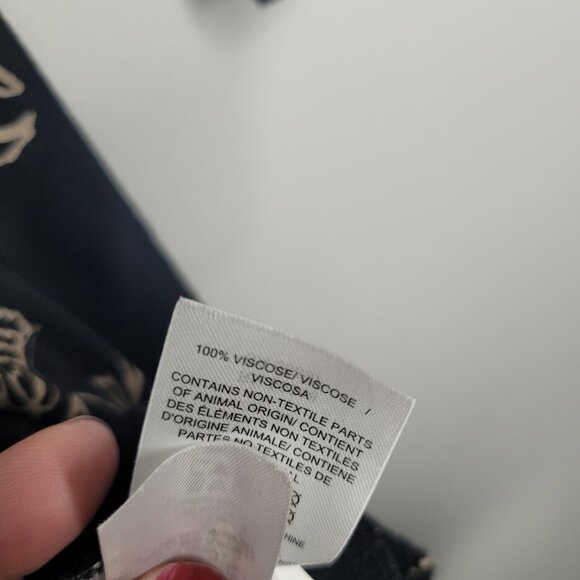 100% VISCOSE/ VISCOSE /
VISCOSA
CONTAINS NON-TEXTILE PARTS
OF ANIMAL ORIGIN/ CONTIENT
DES ÉLÉMENTS NON TEXTILES
D'ORIGINE ANIMALE/ CONTIENE
PARTES NO TEXTILES DE